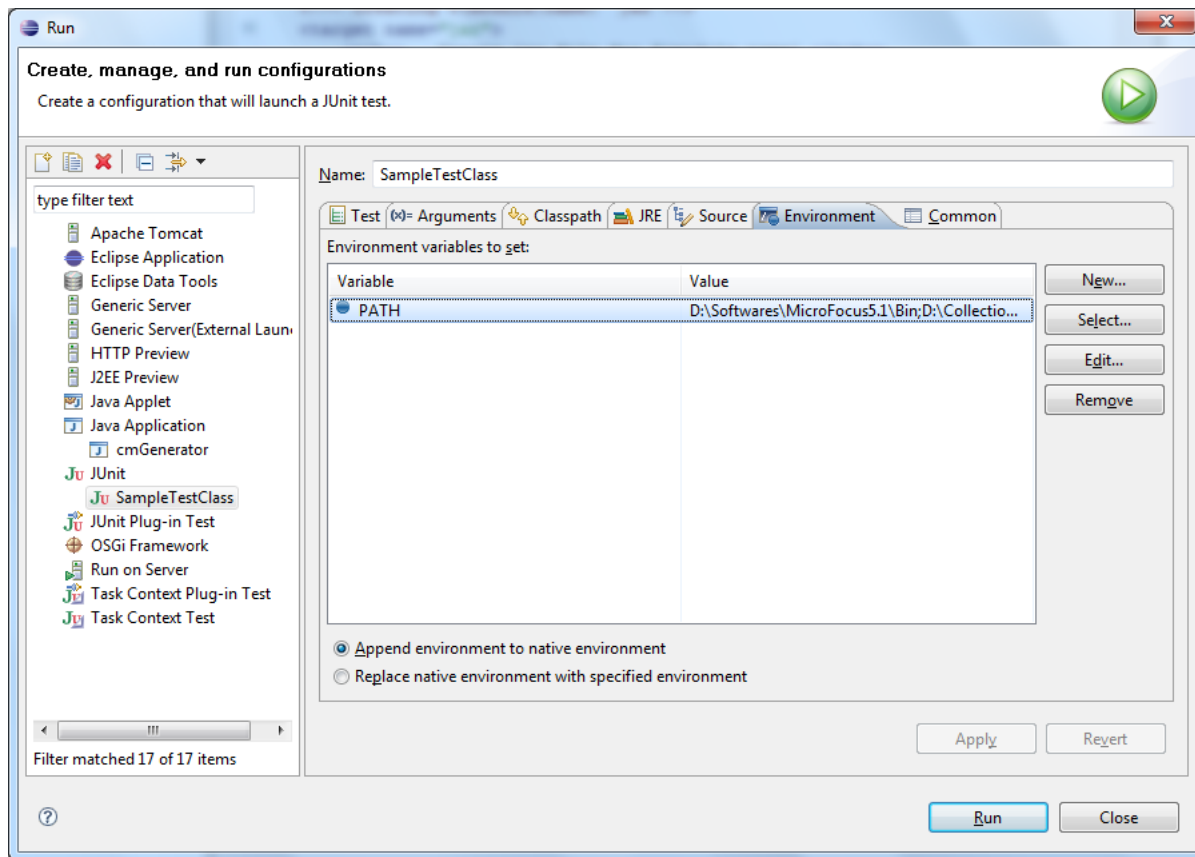 Run
Create, manage, and run configurations
Create a configuration that will launch a JUnit test.
type filter text
Apache Tomcat
Eclipse Application
Eclipse Data Tools
Generic Server
Generic Server(External Laun
HTTP Preview
J2EE Preview
Java Applet
Java Application
cmGenerator
JUnit
SampleTestClass
JUnit Plug-in Test
OSGi Framework
Run on Server
Task Context Plug-in Test
Task Context Test
Filter matched 17 of 17 items
Name: SampleTestClass
Test (x)= Arguments Classpath JRE Source Environment Common
Environment variables to set:
Variable Value
PATH D:\Softwares\MicroFocus5.1\Bin;D:\Collectio...
New...
Select...
Edit...
Remove
Append environment to native environment
Replace native environment with specified environment
Apply Revert
Run Close